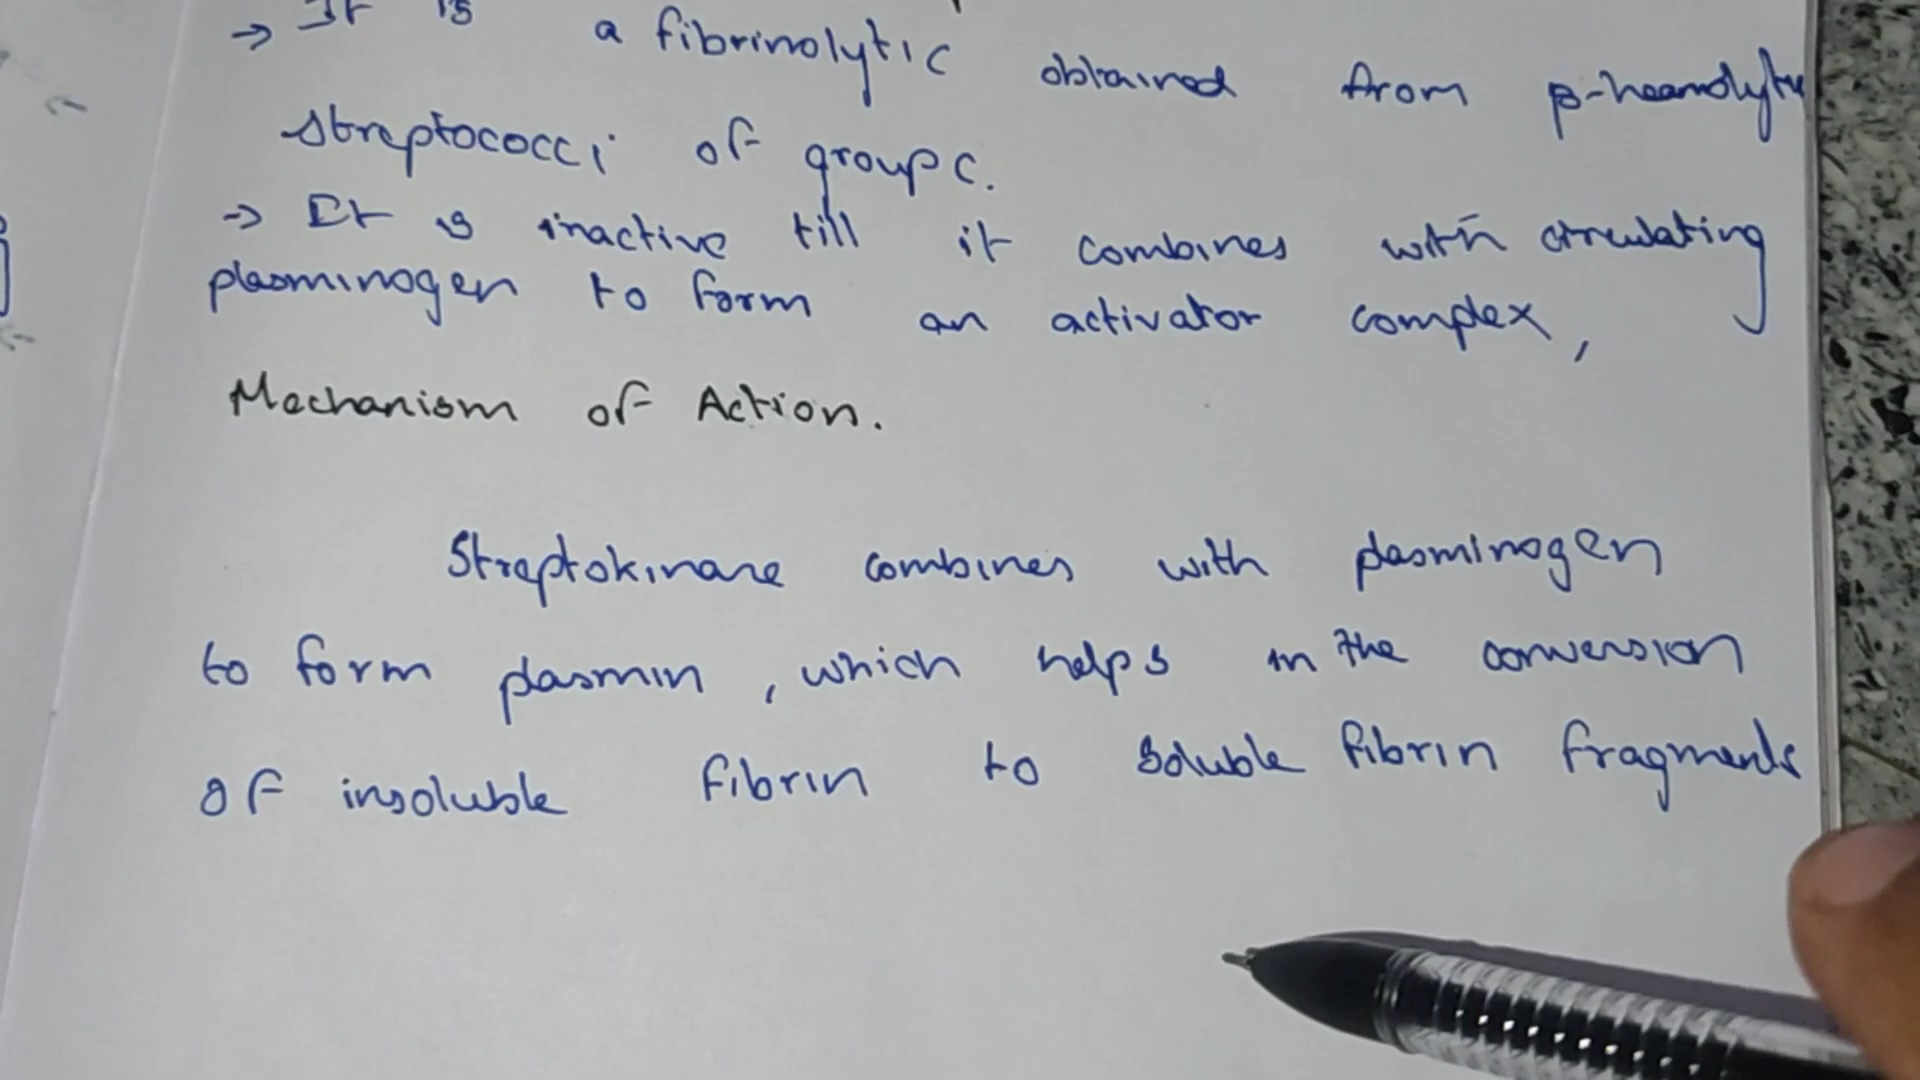 → It is a fibrinolytic obtained from β-heamolytic
streptococci of group c.
→ It is inactive till it combines with circulating
plasminogen to form an activator complex,
Mechanism of Action.
Streptokinase combines with plasminogen
to form plasmin, which helps in the conversion
of insoluble fibrin to soluble fibrin fragments